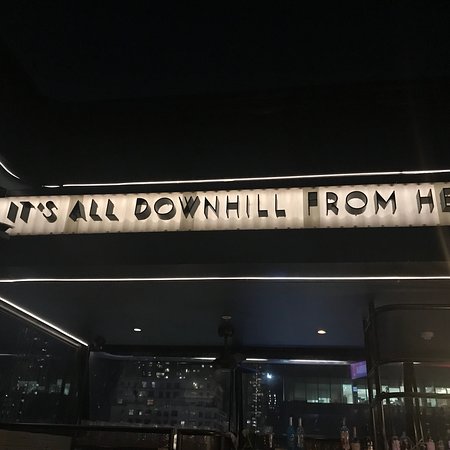 IT'S ALL DOWNHILL FROM HE